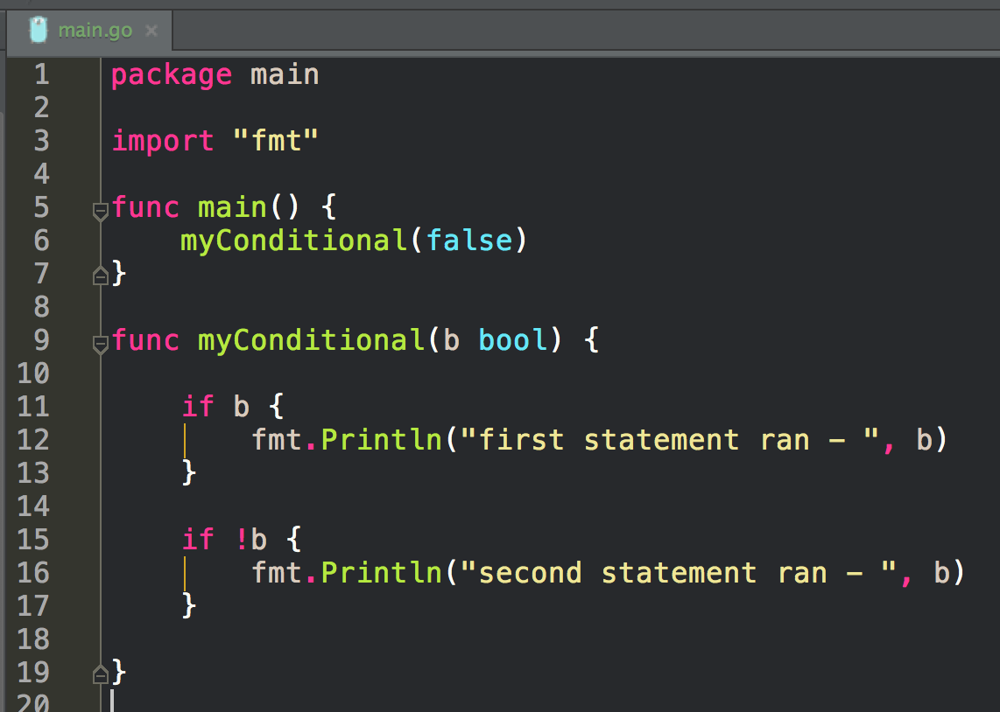 main.go ×
1 package main
2
3 import "fmt"
4
5 func main() {
6     myConditional(false)
7 }
8
9 func myConditional(b bool) {
10
11     if b {
12         fmt.Println("first statement ran – ", b)
13     }
14
15     if !b {
16         fmt.Println("second statement ran – ", b)
17     }
18
19 }
20